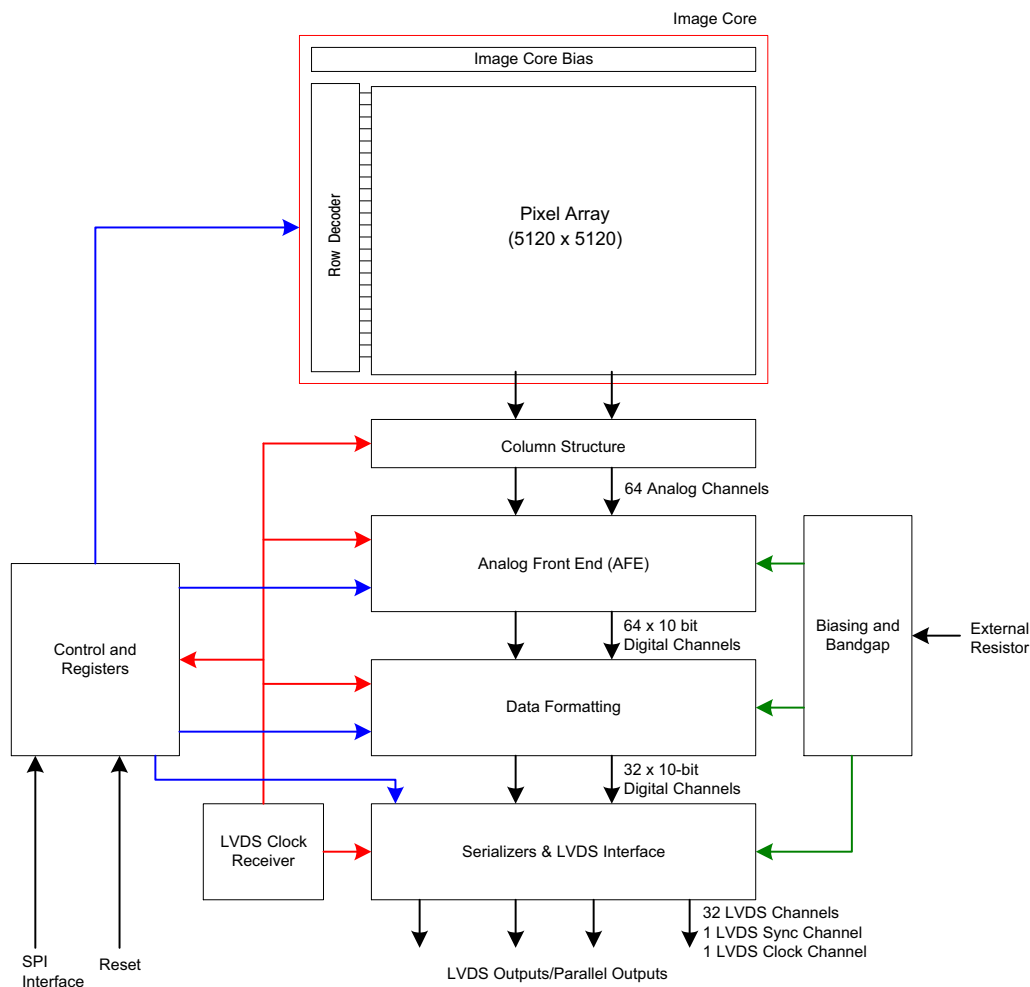 Image Core
Image Core Bias
Row Decoder
Pixel Array
(5120 x 5120)
Column Structure
64 Analog Channels
Analog Front End (AFE)
64 x 10 bit
Digital Channels
Control and
Registers
Biasing and
Bandgap
External
Resistor
Data Formatting
32 x 10-bit
Digital Channels
LVDS Clock
Receiver
Serializers & LVDS Interface
32 LVDS Channels
1 LVDS Sync Channel
1 LVDS Clock Channel
SPI
Interface
Reset
LVDS Outputs/Parallel Outputs